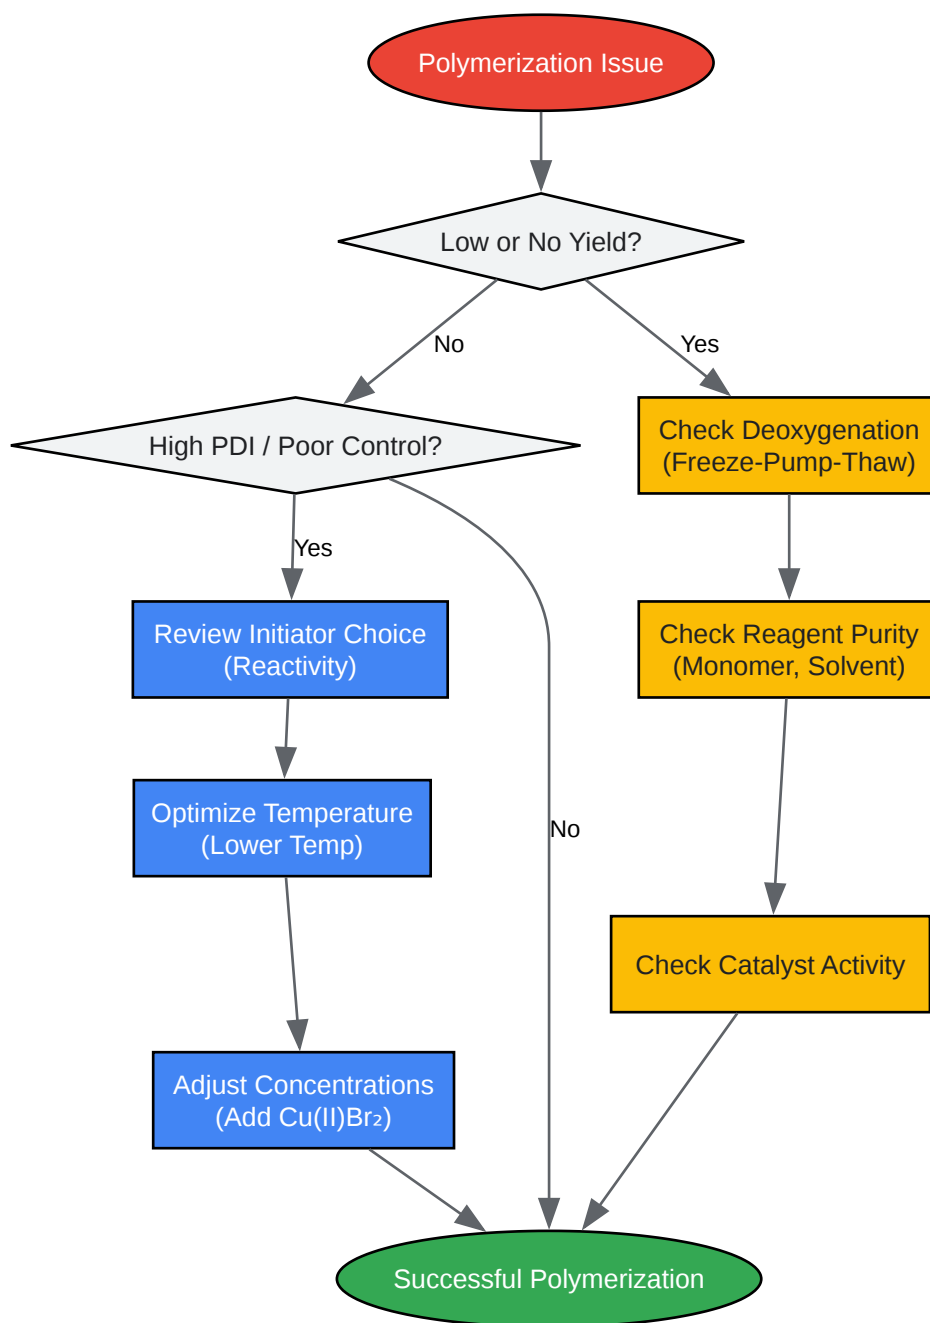 Polymerization Issue
Low or No Yield?
No
Yes
High PDI / Poor Control?
Check Deoxygenation
(Freeze-Pump-Thaw)
Yes
Review Initiator Choice
(Reactivity)
Check Reagent Purity
(Monomer, Solvent)
Optimize Temperature
(Lower Temp)
No
Check Catalyst Activity
Adjust Concentrations
(Add Cu(II)Br₂)
Successful Polymerization